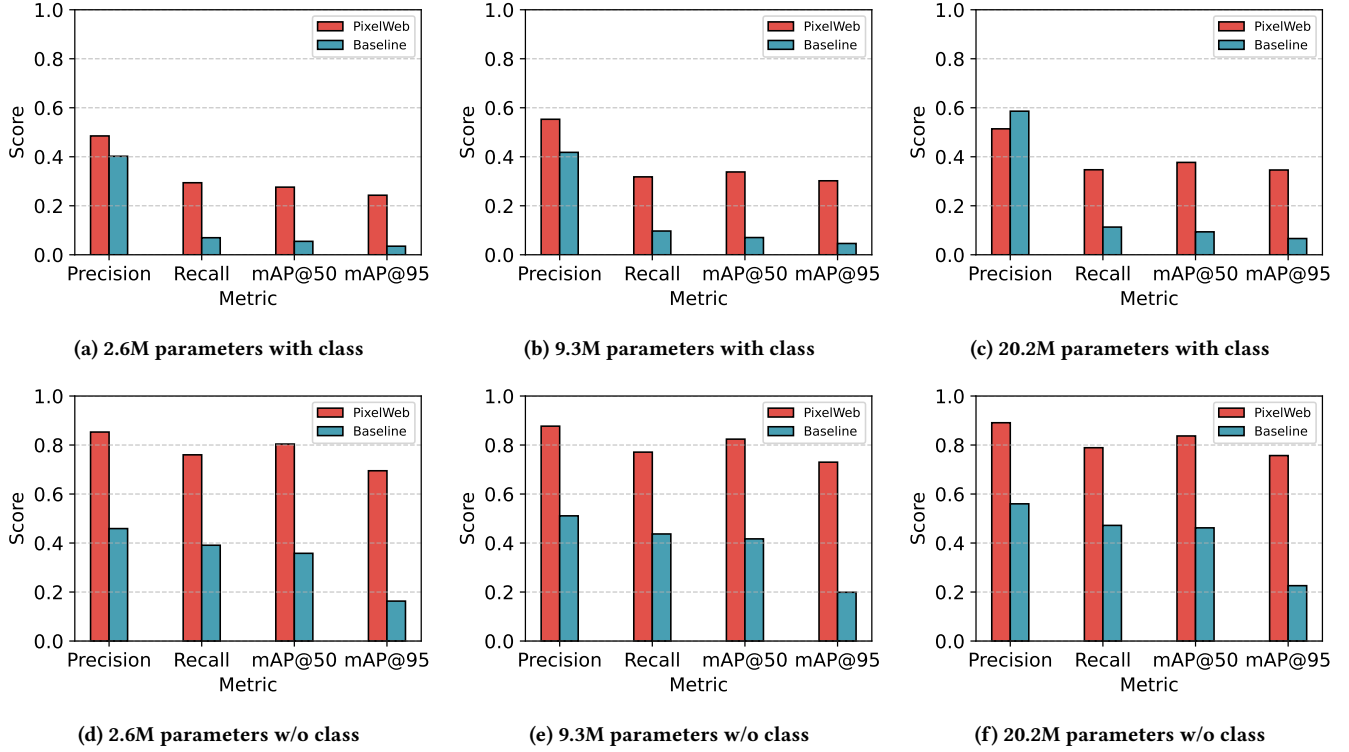 1.0
0.8
0.6
0.4
0.2
0.0
Score
PixelWeb
Baseline
Precision Recall mAP@50 mAP@95
Metric
(a) 2.6M parameters with class
1.0
0.8
0.6
0.4
0.2
0.0
Score
PixelWeb
Baseline
Precision Recall mAP@50 mAP@95
Metric
(b) 9.3M parameters with class
1.0
0.8
0.6
0.4
0.2
0.0
Score
PixelWeb
Baseline
Precision Recall mAP@50 mAP@95
Metric
(c) 20.2M parameters with class
1.0
0.8
0.6
0.4
0.2
0.0
Score
PixelWeb
Baseline
Precision Recall mAP@50 mAP@95
Metric
(d) 2.6M parameters w/o class
1.0
0.8
0.6
0.4
0.2
0.0
Score
PixelWeb
Baseline
Precision Recall mAP@50 mAP@95
Metric
(e) 9.3M parameters w/o class
1.0
0.8
0.6
0.4
0.2
0.0
Score
PixelWeb
Baseline
Precision Recall mAP@50 mAP@95
Metric
(f) 20.2M parameters w/o class